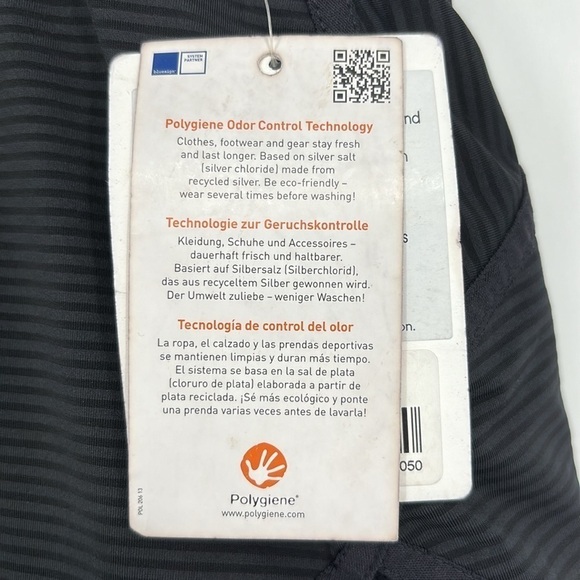 bluesign
SYSTEM
PARTNER
Polygiene Odor Control Technology
Clothes, footwear and gear stay fresh
and last longer. Based on silver salt
(silver chloride) made from
recycled silver. Be eco-friendly –
wear several times before washing!
Technologie zur Geruchskontrolle
Kleidung, Schuhe und Accessoires –
dauerhaft frisch und haltbarer.
Basiert auf Silbersalz (Silberchlorid),
das aus recyceltem Silber gewonnen wird.
Der Umwelt zuliebe – weniger Waschen!
Tecnología de control del olor
La ropa, el calzado y las prendas deportivas
se mantienen limpias y duran más tiempo.
El sistema se basa en la sal de plata
(cloruro de plata) elaborada a partir de
plata reciclada. ¡Sé más ecológico y ponte
una prenda varias veces antes de lavarla!
Polygiene®
www.polygiene.com
nd
n
s
on.
050